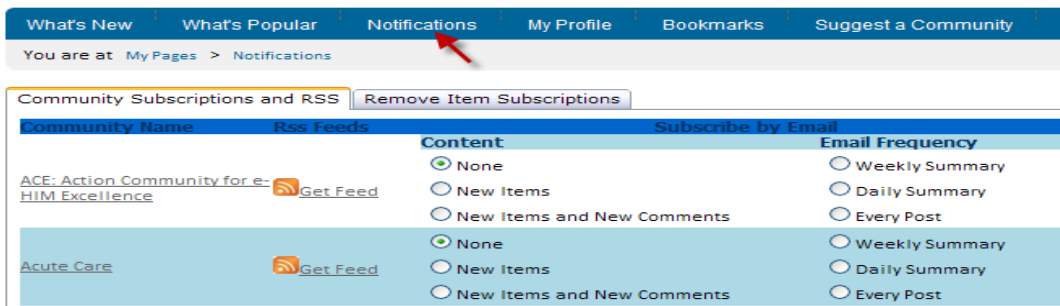 What's New What's Popular Notifications My Profile Bookmarks Suggest a Community
You are at My Pages > Notifications
Community Subscriptions and RSS Remove Item Subscriptions
Community Name Rss Feeds Subscribe by Email
Content Email Frequency
None Weekly Summary
ACE: Action Community for e-
HIM Excellence Get Feed New Items Daily Summary
New Items and New Comments Every Post
None Weekly Summary
Acute Care Get Feed New Items Daily Summary
New Items and New Comments Every Post